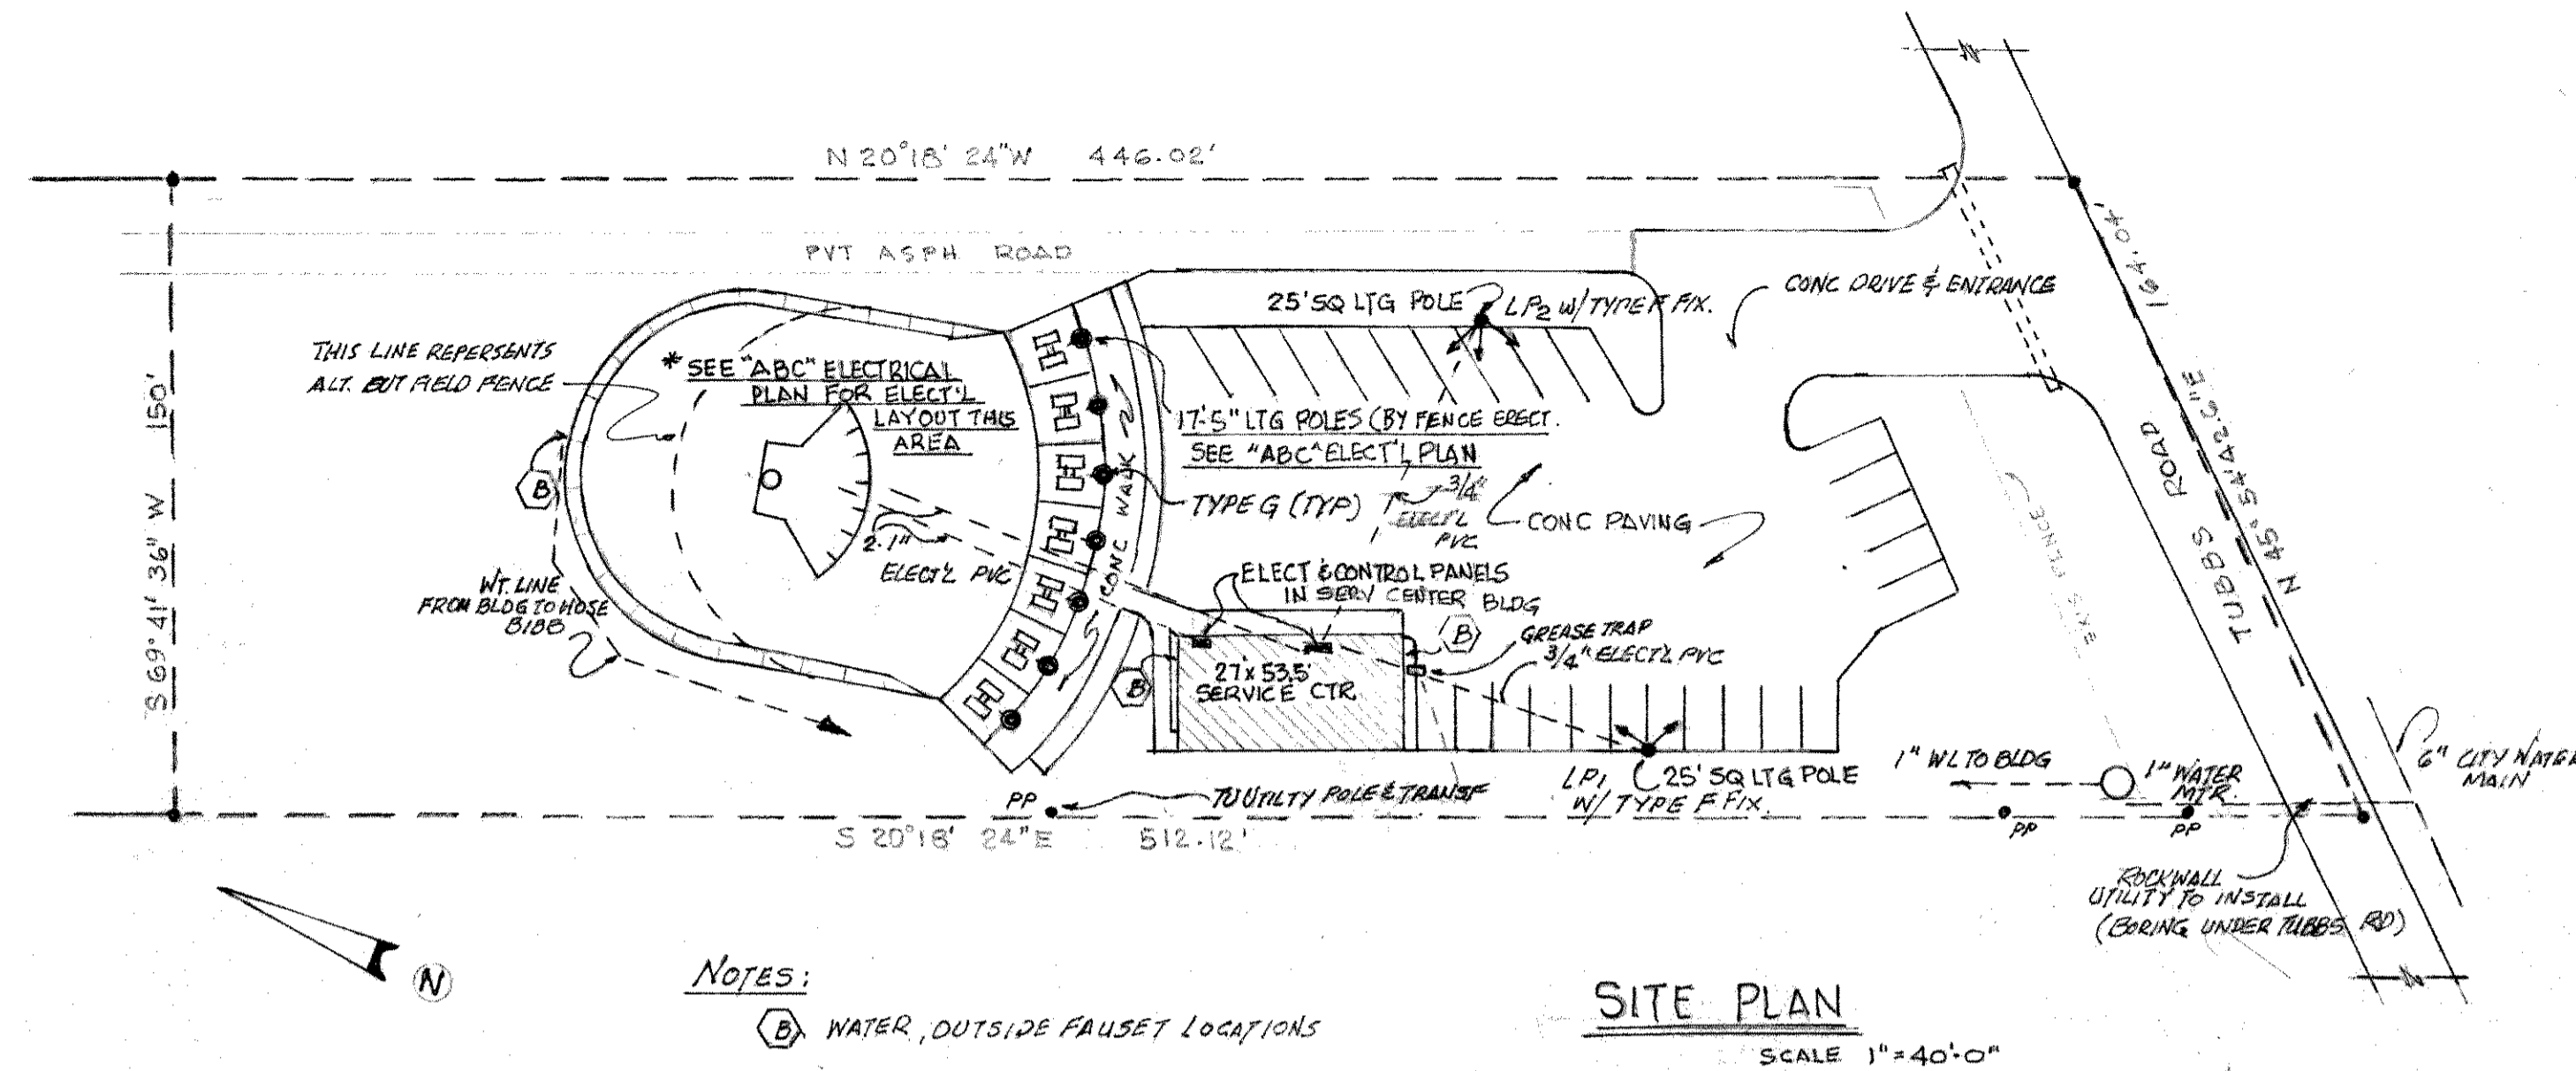 N 20°18' 24"W 446.02'
PVT ASPH ROAD
25' SQ LTG POLE
LP2 W/ TYPE F FIX.
CONC DRIVE & ENTRANCE
164.04'
N 45° 54'42.6"E
TUBBS ROAD
EXIS FENCE
THIS LINE REPERSENTS
ALT. OUT FIELD FENCE
* SEE "ABC" ELECTRICAL
PLAN FOR ELECT'L
LAYOUT THIS
AREA
17'-5" LTG POLES (BY FENCE ERECT.
SEE "ABC" ELECT'L PLAN
TYPE G (TYP)
3/4"
ELECT'L
PVC
CONC PAVING
CONC WALK
B
2-1"
ELECT'L PVC
S 69° 41' 36" W 150'
WT. LINE
FROM BLDG TO HOSE
BIBB
ELECT & CONTROL PANELS
IN SERV CENTER BLDG
B
GREASE TRAP
3/4" ELECT'L PVC
27'x 53.5'
SERVICE CTR.
B
LP1
25' SQ LTG POLE
W/ TYPE F FIX.
1" WL TO BLDG
1" WATER
MTR.
6" CITY WATER
MAIN
PP
TU UTILTY POLE & TRANSF
PP
PP
S 20°18' 24"E 512.12'
ROCKWALL
UTILITY TO INSTALL
(BORING UNDER TUBBS RD)
N
NOTES:
B WATER, OUTSIDE FAUSET LOCATIONS
SITE PLAN
SCALE 1"=40'-0"